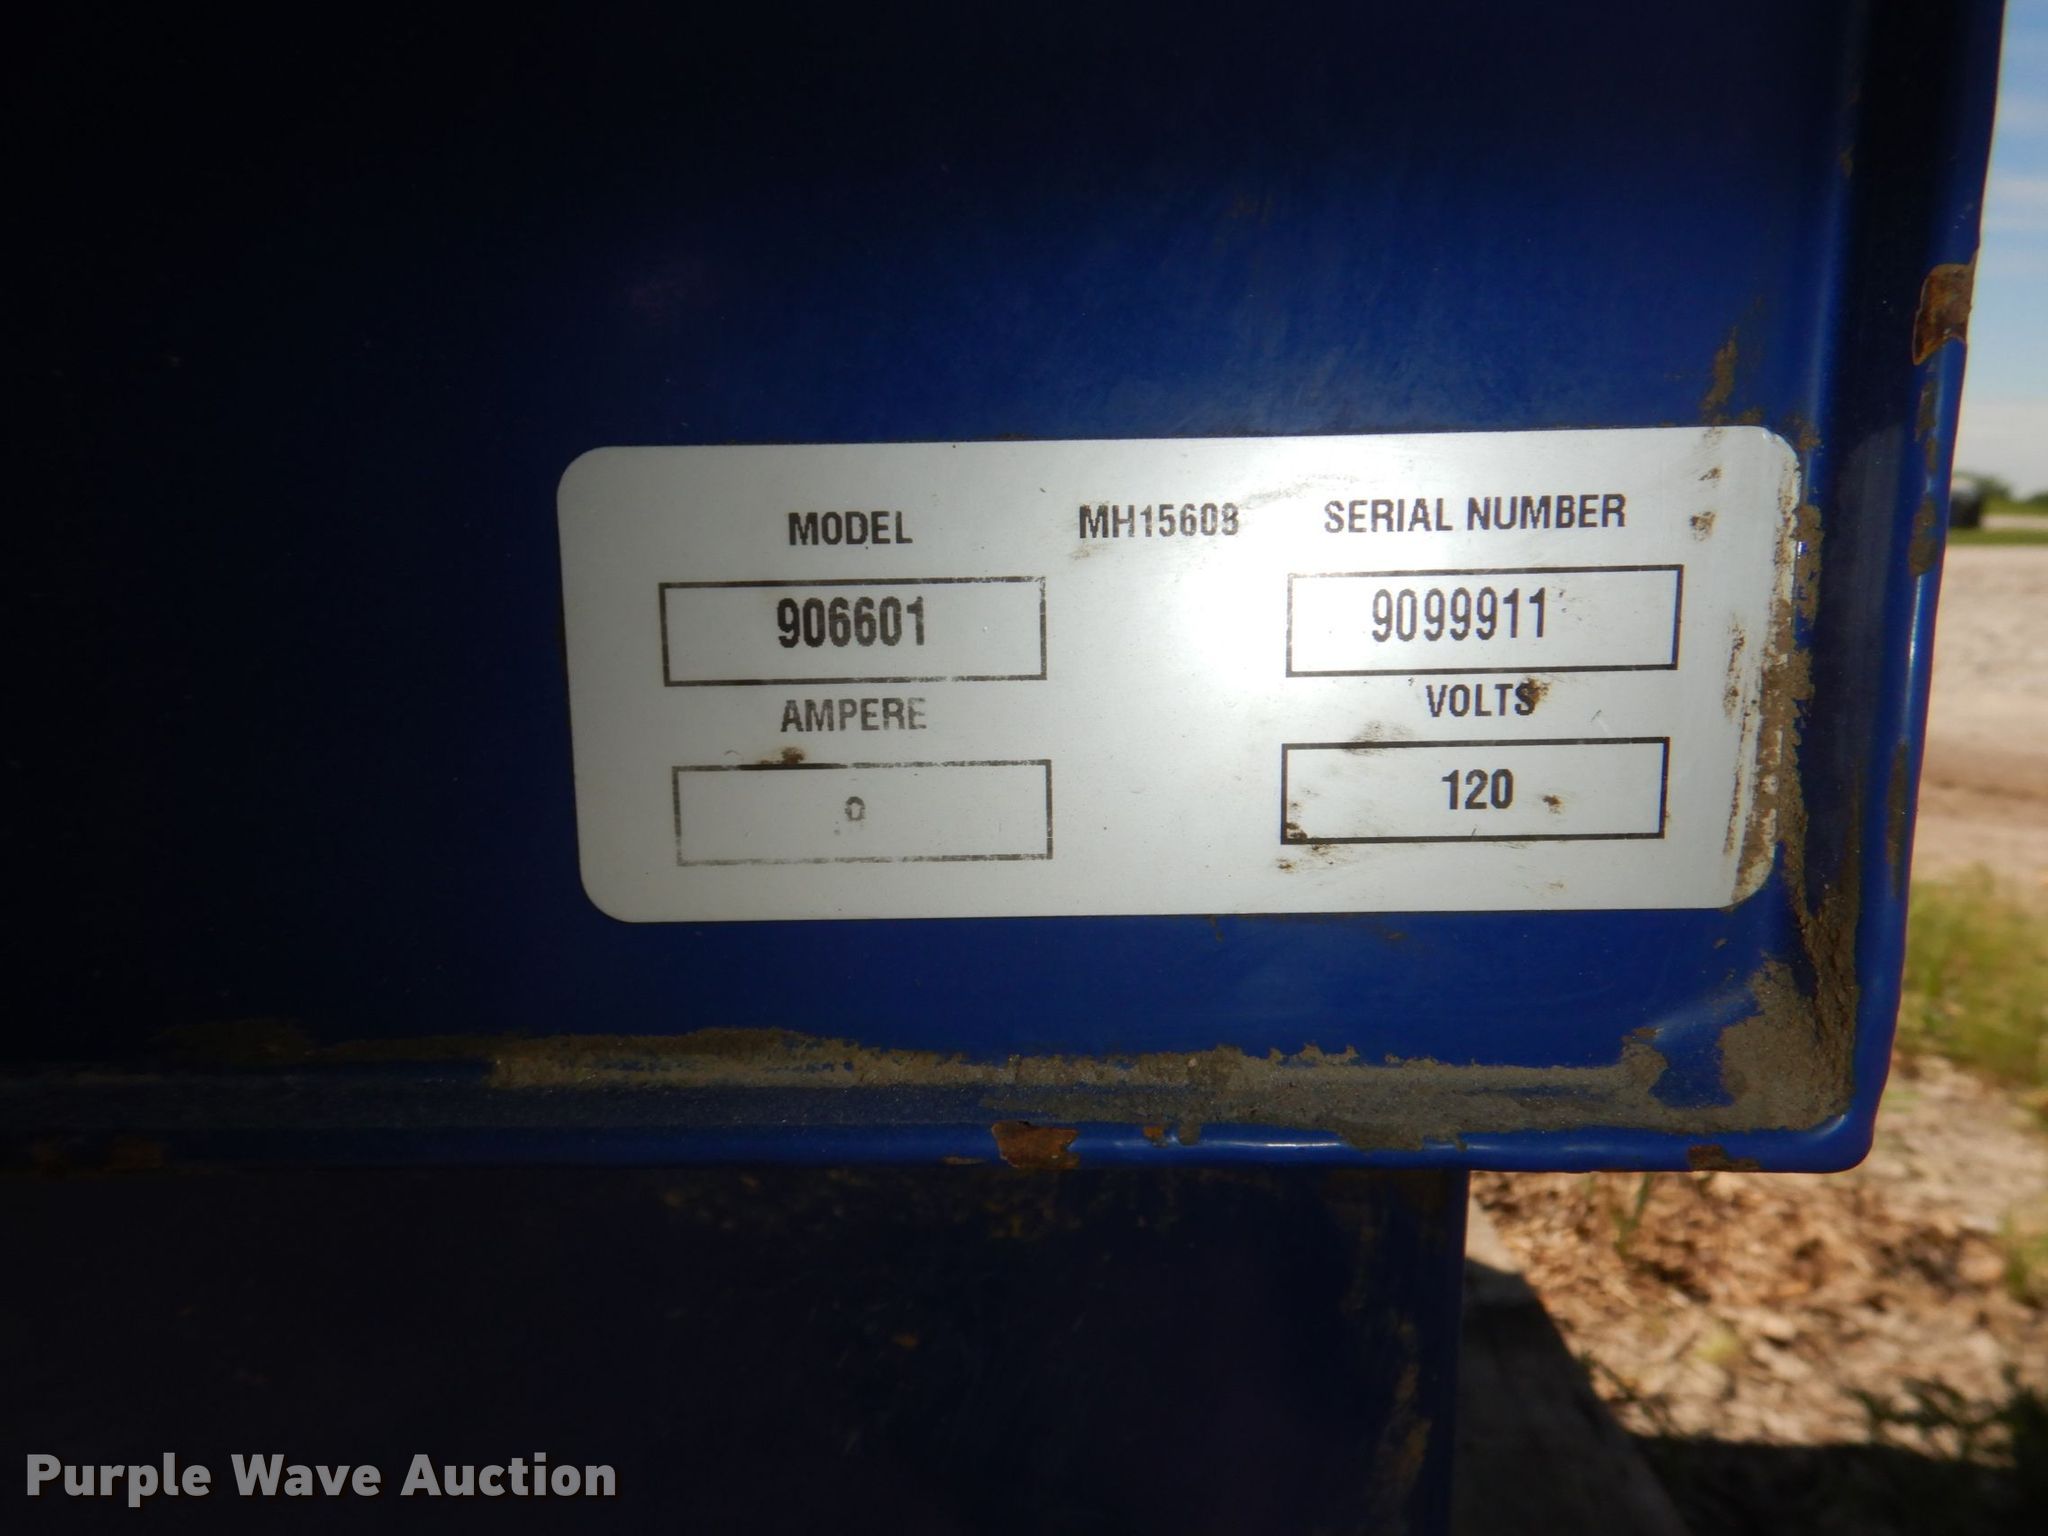 MODEL MH15608 SERIAL NUMBER
906601 9099911
AMPERE VOLTS
0 120
Purple Wave Auction